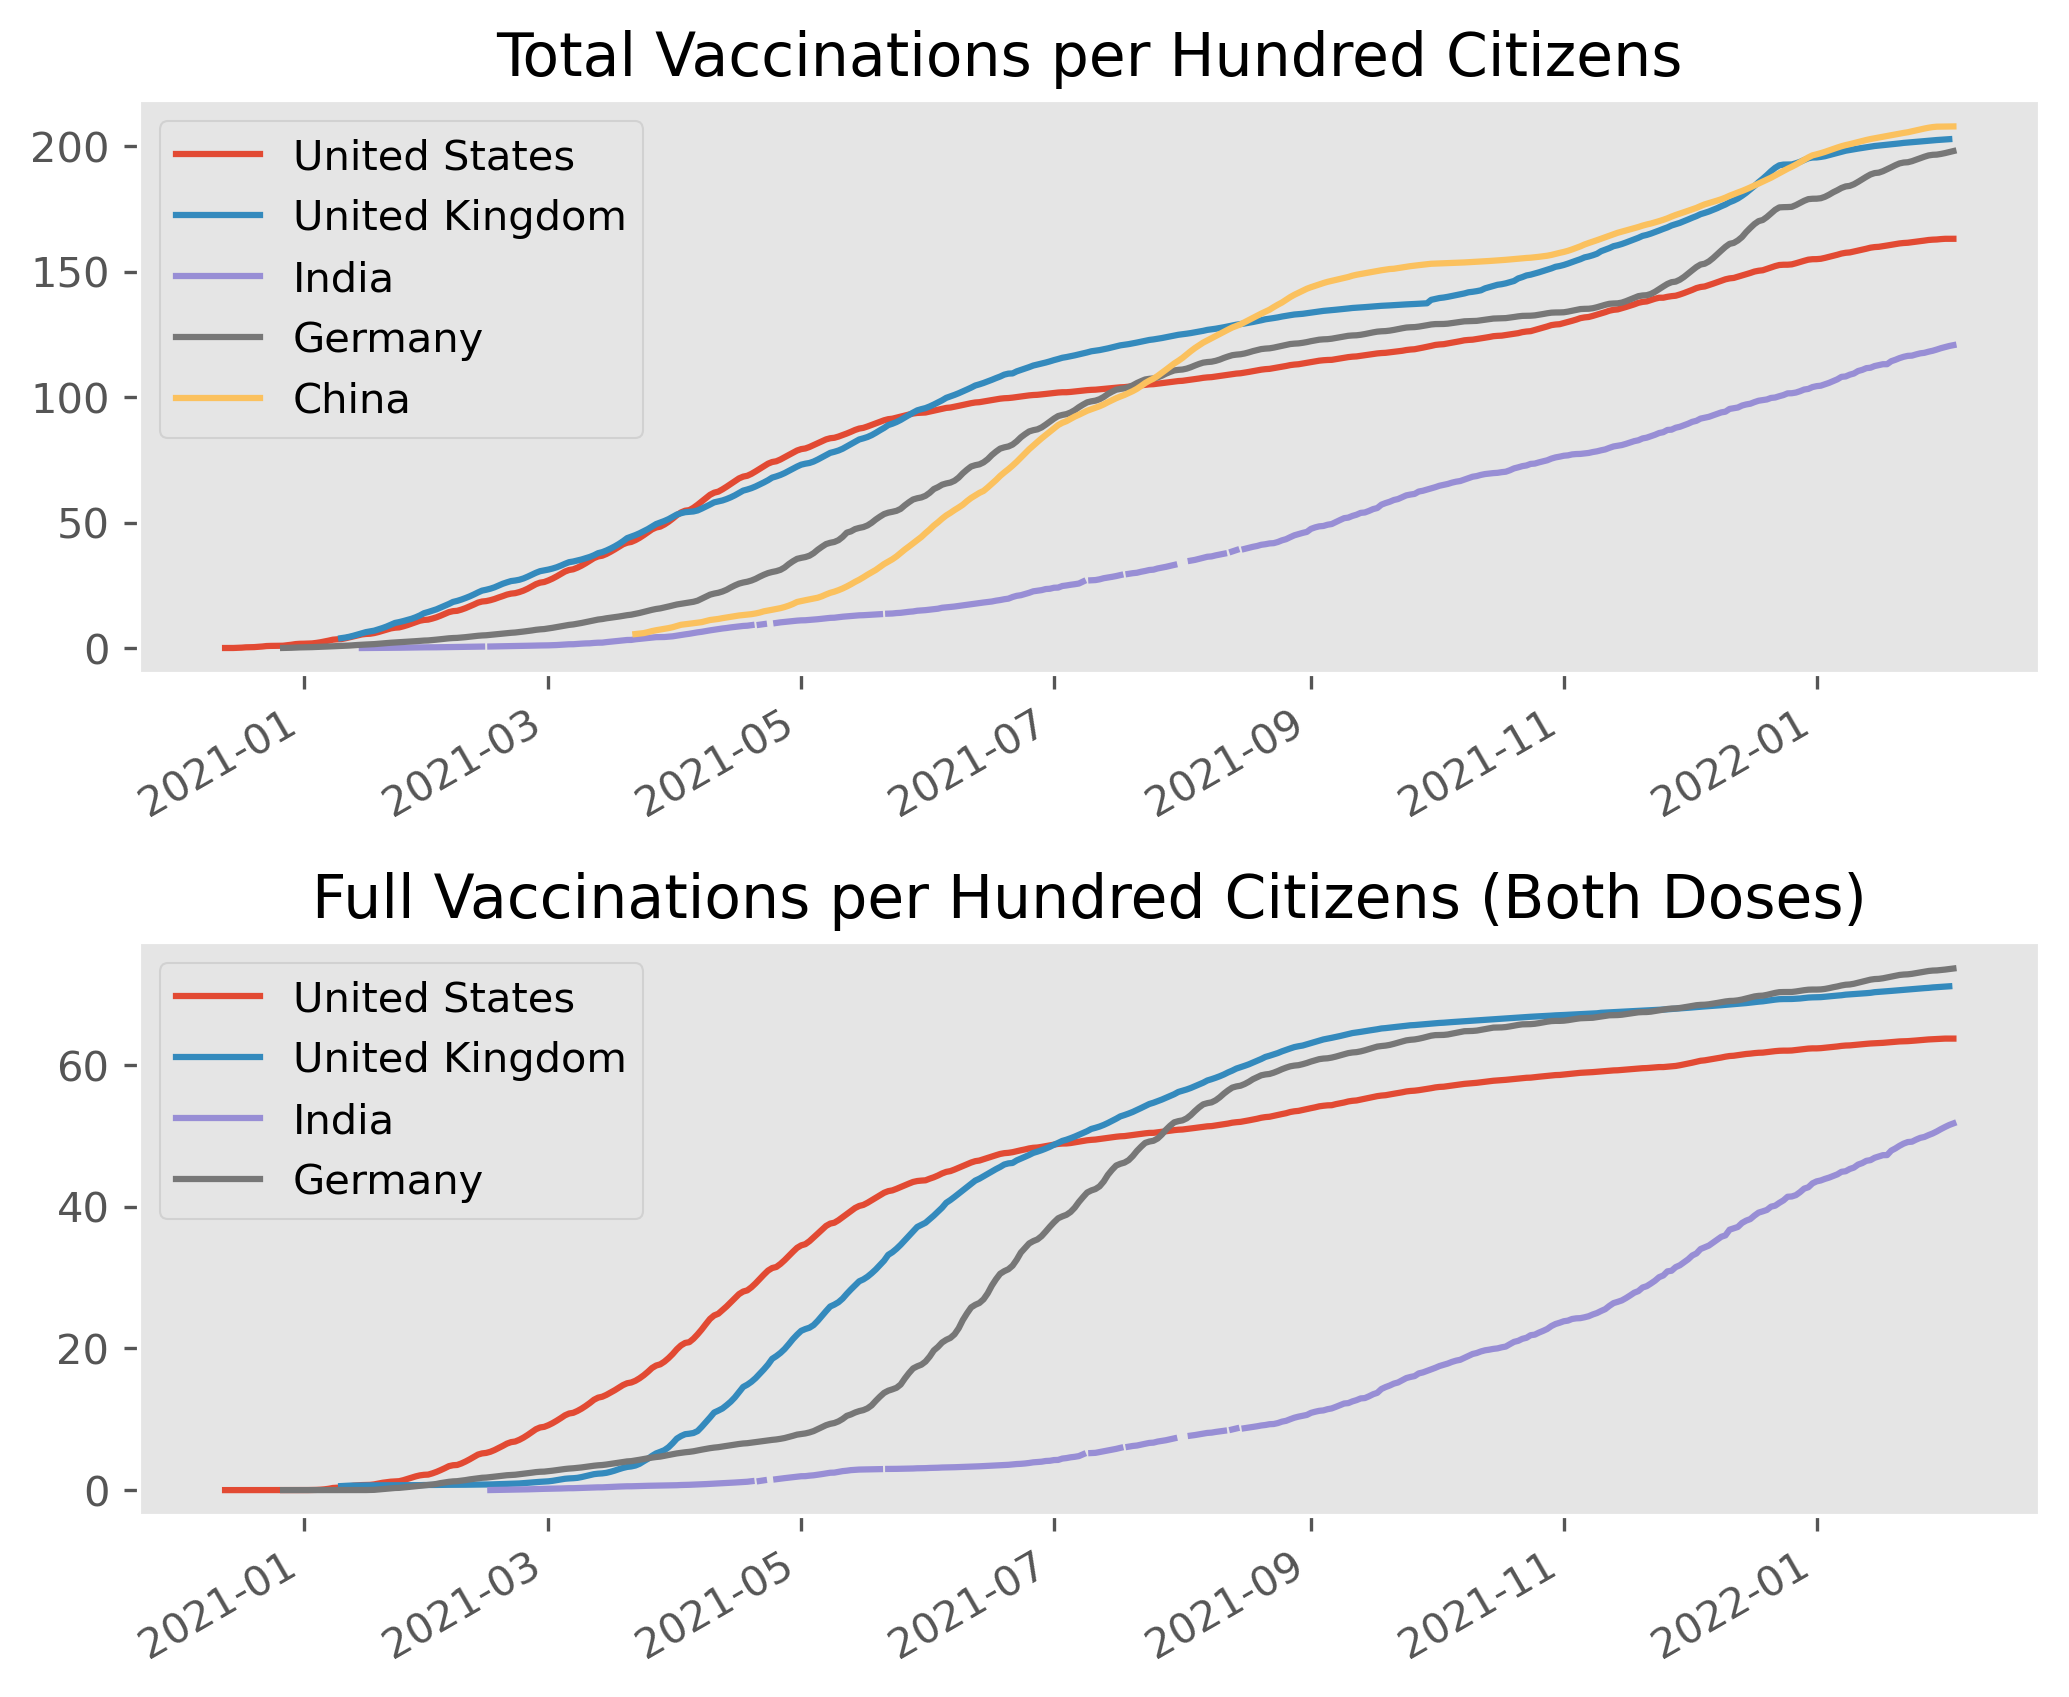 Total Vaccinations per Hundred Citizens
200
150
100
50
0
United States
United Kingdom
India
Germany
China
2021-01
2021-03
2021-05
2021-07
2021-09
2021-11
2022-01
Full Vaccinations per Hundred Citizens (Both Doses)
60
40
20
0
United States
United Kingdom
India
Germany
2021-01
2021-03
2021-05
2021-07
2021-09
2021-11
2022-01